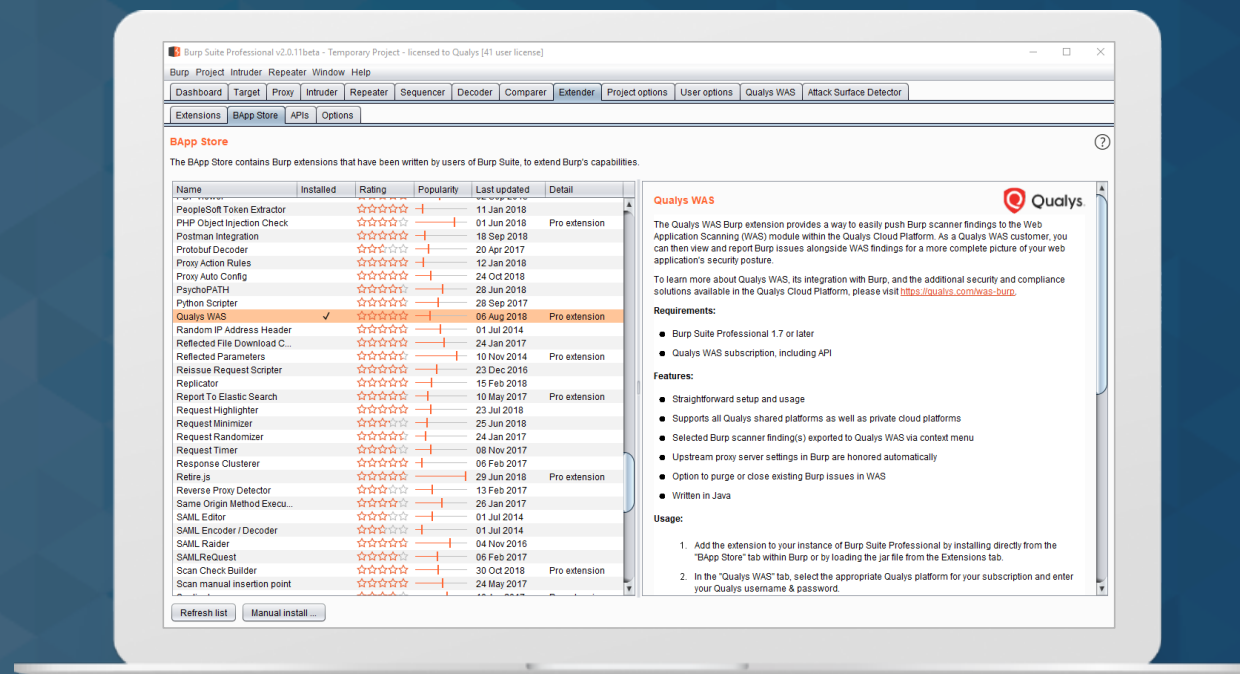 Burp Suite Professional v2.0.11beta - Temporary Project - licensed to Qualys [41 user license]
Burp Project Intruder Repeater Window Help
Dashboard Target Proxy Intruder Repeater Sequencer Decoder Comparer Extender Project options User options Qualys WAS Attack Surface Detector
Extensions BApp Store APIs Options
BApp Store
?
The BApp Store contains Burp extensions that have been written by users of Burp Suite, to extend Burp's capabilities.
Name Installed Rating Popularity Last updated Detail
PeopleSoft Token Extractor 11 Jan 2018
PHP Object Injection Check 01 Jun 2018 Pro extension
Postman Integration 18 Sep 2018
Protobuf Decoder 20 Apr 2017
Proxy Action Rules 12 Jan 2018
Proxy Auto Config 24 Oct 2018
PsychoPATH 28 Jun 2018
Python Scripter 28 Sep 2017
Qualys WAS ✓ 06 Aug 2018 Pro extension
Random IP Address Header 01 Jul 2014
Reflected File Download C... 24 Jan 2017
Reflected Parameters 10 Nov 2014 Pro extension
Reissue Request Scripter 23 Dec 2016
Replicator 15 Feb 2018
Report To Elastic Search 10 May 2017 Pro extension
Request Highlighter 23 Jul 2018
Request Minimizer 25 Jun 2018
Request Randomizer 24 Jan 2017
Request Timer 08 Nov 2017
Response Clusterer 06 Feb 2017
Retire.js 29 Jun 2018 Pro extension
Reverse Proxy Detector 13 Feb 2017
Same Origin Method Execu... 26 Jan 2017
SAML Editor 01 Jul 2014
SAML Encoder / Decoder 01 Jul 2014
SAML Raider 04 Nov 2016
SAMLReQuest 06 Feb 2017
Scan Check Builder 30 Oct 2018 Pro extension
Scan manual insertion point 24 May 2017
Refresh list Manual install ...
Qualys WAS
Qualys.
The Qualys WAS Burp extension provides a way to easily push Burp scanner findings to the Web
Application Scanning (WAS) module within the Qualys Cloud Platform. As a Qualys WAS customer, you
can then view and report Burp issues alongside WAS findings for a more complete picture of your web
application's security posture.
To learn more about Qualys WAS, its integration with Burp, and the additional security and compliance
solutions available in the Qualys Cloud Platform, please visit https://qualys.com/was-burp.
Requirements:
● Burp Suite Professional 1.7 or later
● Qualys WAS subscription, including API
Features:
● Straightforward setup and usage
● Supports all Qualys shared platforms as well as private cloud platforms
● Selected Burp scanner finding(s) exported to Qualys WAS via context menu
● Upstream proxy server settings in Burp are honored automatically
● Option to purge or close existing Burp issues in WAS
● Written in Java
Usage:
1. Add the extension to your instance of Burp Suite Professional by installing directly from the
"BApp Store" tab within Burp or by loading the jar file from the Extensions tab.
2. In the "Qualys WAS" tab, select the appropriate Qualys platform for your subscription and enter
your Qualys username & password.